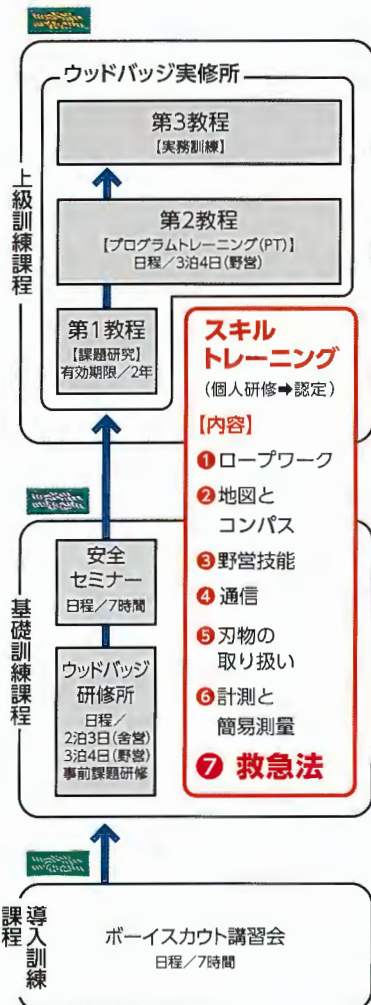 ウッドバッジ実修所
上級訓練課程
第3教程
【実務訓練】
第2教程
【プログラムトレーニング(PT)】
日程／3泊4日(野営)
第1教程
【課題研究】
有効期限／2年
スキル
トレーニング
(個人研修➡認定)
【内容】
❶ロープワーク
❷地図と
コンパス
❸野営技能
❹通信
❺刃物の
取り扱い
❻計測と
簡易測量
❼ 救急法
基礎訓練課程
安全
セミナー
日程／7時間
ウッドバッジ
研修所
日程／
2泊3日(舎営)
3泊4日(野営)
事前課題研修
導入訓練
課程
ボーイスカウト講習会
日程／7時間